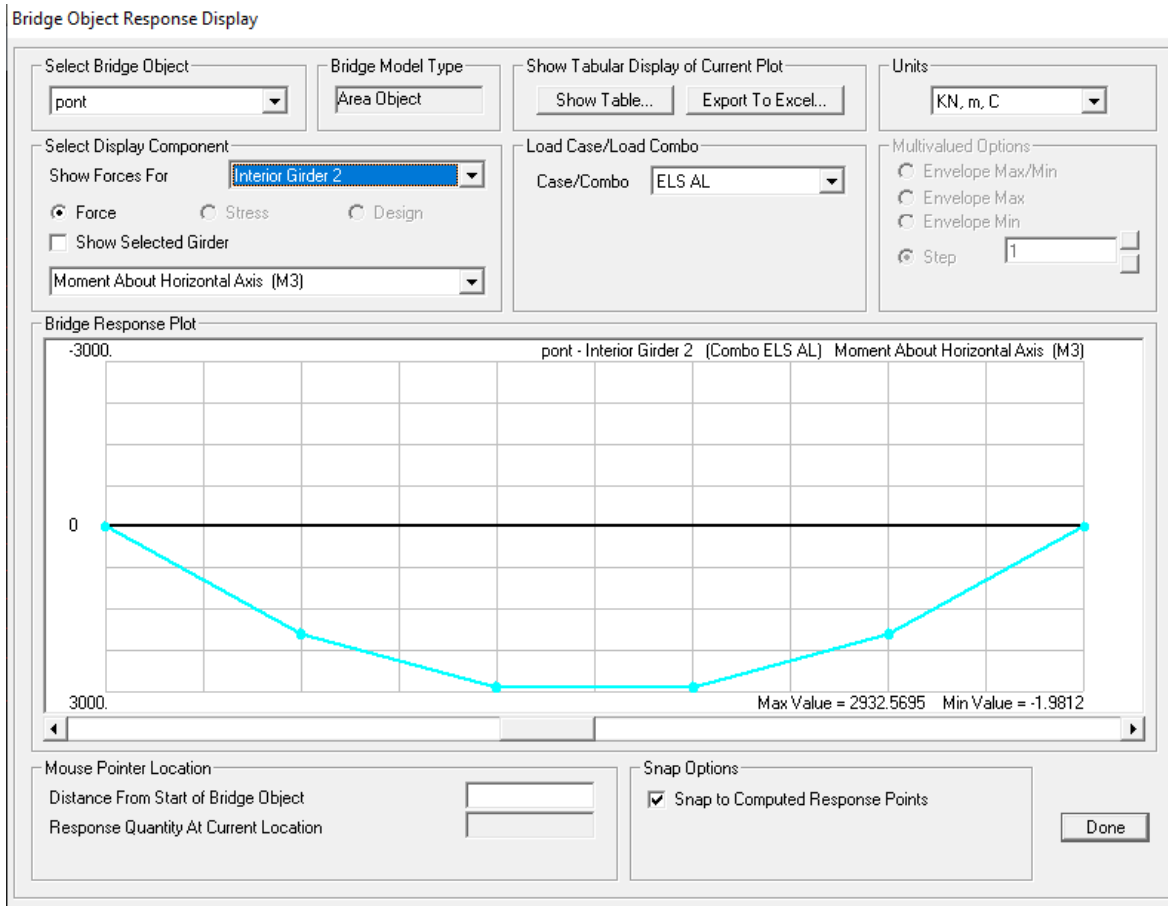 Bridge Object Response Display
Select Bridge Object
pont
Bridge Model Type
Area Object
Show Tabular Display of Current Plot
Show Table...
Export To Excel...
Units
KN, m, C
Select Display Component
Show Forces For
Interior Girder 2
Force
Stress
Design
Show Selected Girder
Moment About Horizontal Axis (M3)
Load Case/Load Combo
Case/Combo
ELS AL
Multivalued Options
Envelope Max/Min
Envelope Max
Envelope Min
Step
1
Bridge Response Plot
-3000.
pont - Interior Girder 2 (Combo ELS AL) Moment About Horizontal Axis (M3)
0
3000.
Max Value = 2932.5695 Min Value = -1.9812
Mouse Pointer Location
Distance From Start of Bridge Object
Response Quantity At Current Location
Snap Options
Snap to Computed Response Points
Done